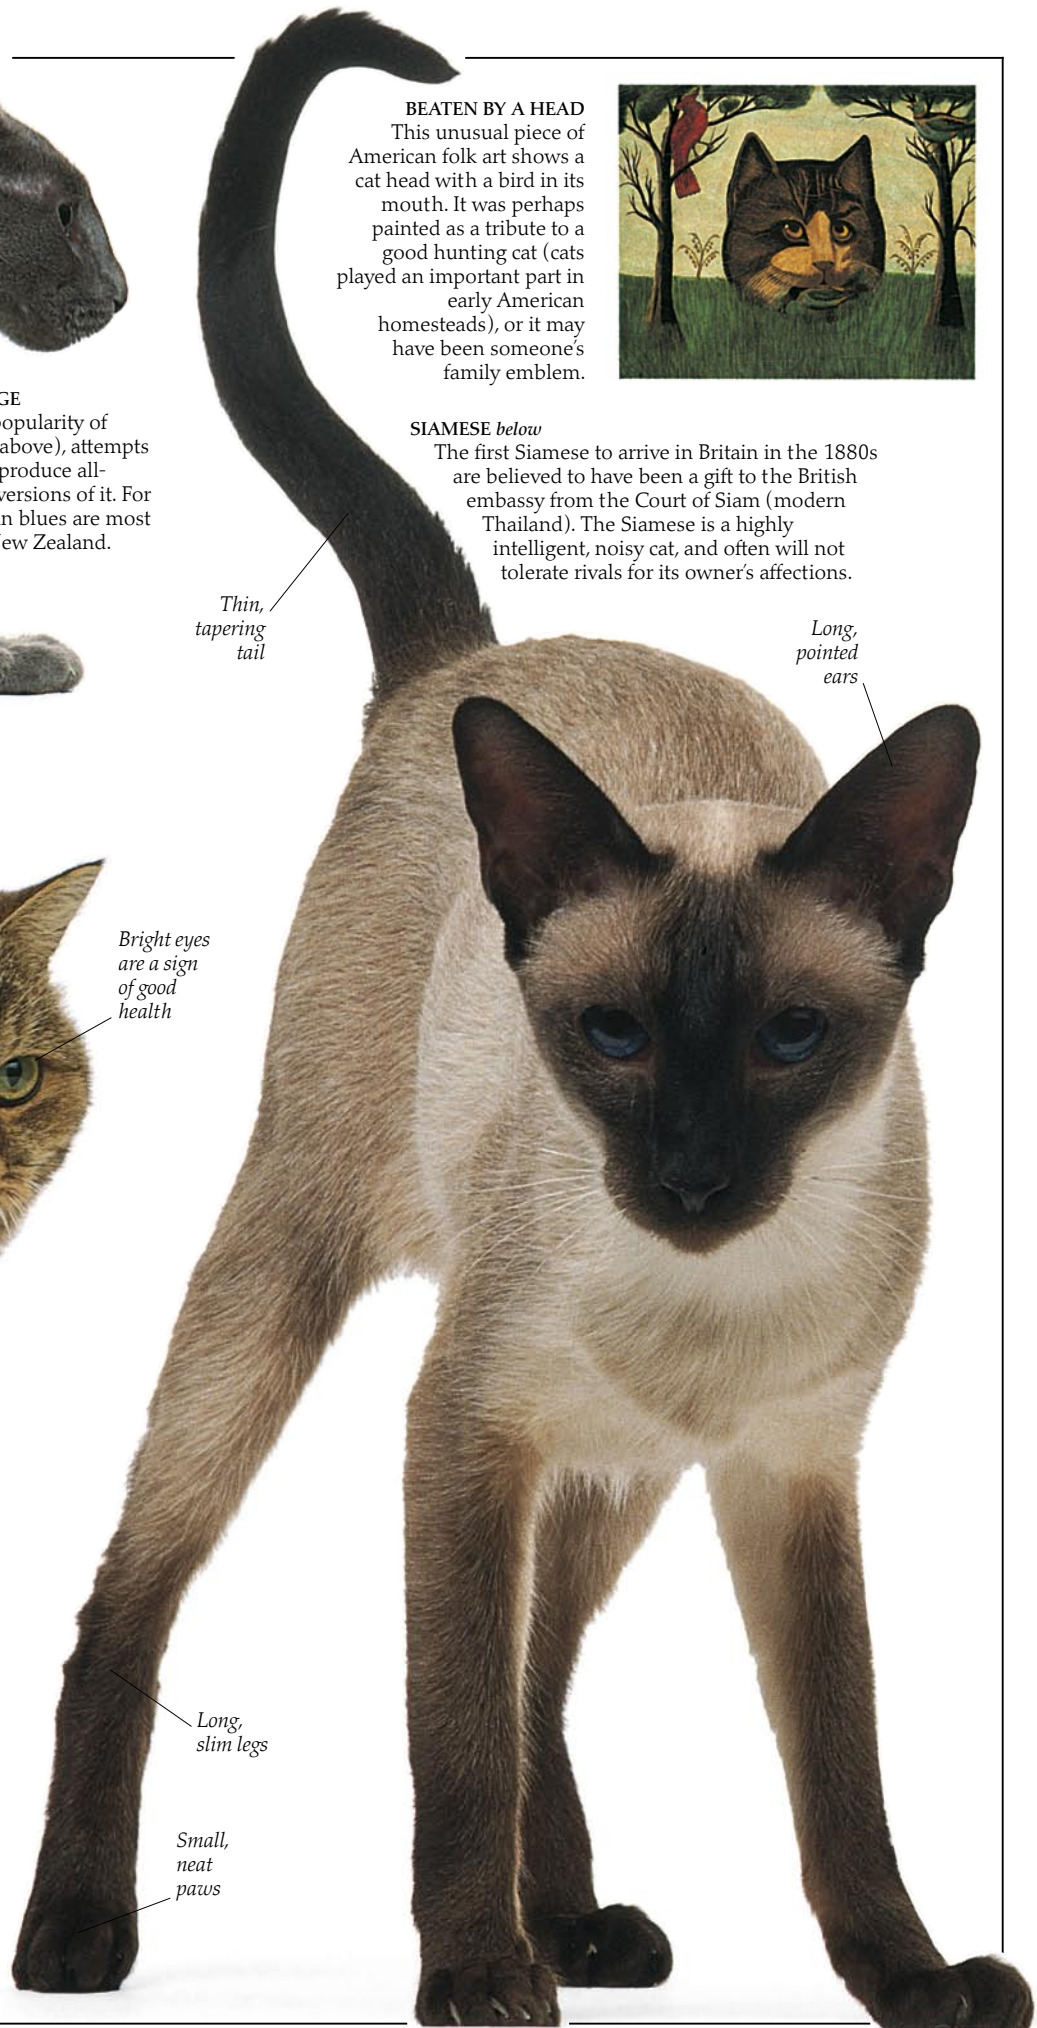 BEATEN BY A HEAD
This unusual piece of
American folk art shows a
cat head with a bird in its
mouth. It was perhaps
painted as a tribute to a
good hunting cat (cats
played an important part in
early American
homesteads), or it may
have been someone's
family emblem.
GE
popularity of
above), attempts
produce all-
versions of it. For
n blues are most
ew Zealand.
SIAMESE below
The first Siamese to arrive in Britain in the 1880s
are believed to have been a gift to the British
embassy from the Court of Siam (modern
Thailand). The Siamese is a highly
intelligent, noisy cat, and often will not
tolerate rivals for its owner's affections.
Thin,
tapering
tail
Long,
pointed
ears
Bright eyes
are a sign
of good
health
Long,
slim legs
Small,
neat
paws